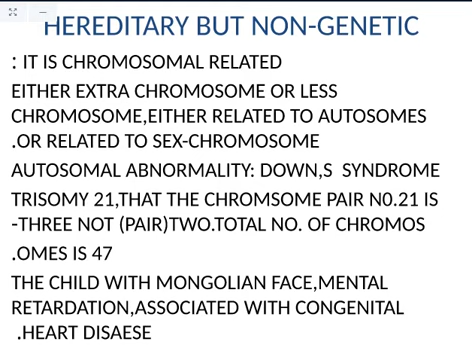 HEREDITARY BUT NON-GENETIC
: IT IS CHROMOSOMAL RELATED
EITHER EXTRA CHROMOSOME OR LESS
CHROMOSOME,EITHER RELATED TO AUTOSOMES
.OR RELATED TO SEX-CHROMOSOME
AUTOSOMAL ABNORMALITY: DOWN,S  SYNDROME
TRISOMY 21,THAT THE CHROMSOME PAIR N0.21 IS
-THREE NOT (PAIR)TWO.TOTAL NO. OF CHROMOS
.OMES IS 47
THE CHILD WITH MONGOLIAN FACE,MENTAL
RETARDATION,ASSOCIATED WITH CONGENITAL
.HEART DISAESE